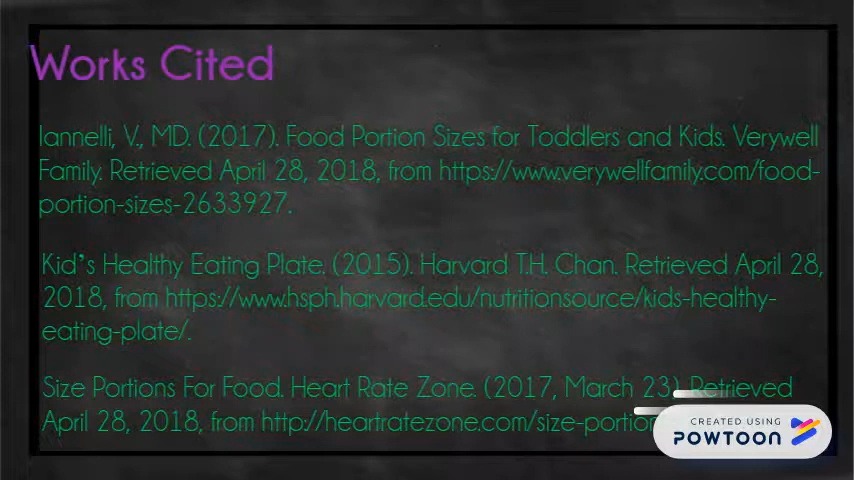 Works Cited
Iannelli, V., MD. (2017). Food Portion Sizes for Toddlers and Kids. Verywell
Family. Retrieved April 28, 2018, from https://www.verywellfamily.com/food-
portion-sizes-2633927.
Kid's Healthy Eating Plate. (2015). Harvard T.H. Chan. Retrieved April 28,
2018, from https://www.hsph.harvard.edu/nutritionsource/kids-healthy-
eating-plate/.
Size Portions For Food. Heart Rate Zone. (2017, March 23). Retrieved
April 28, 2018, from http://heartratezone.com/size-portion
CREATED USING
POWTOON